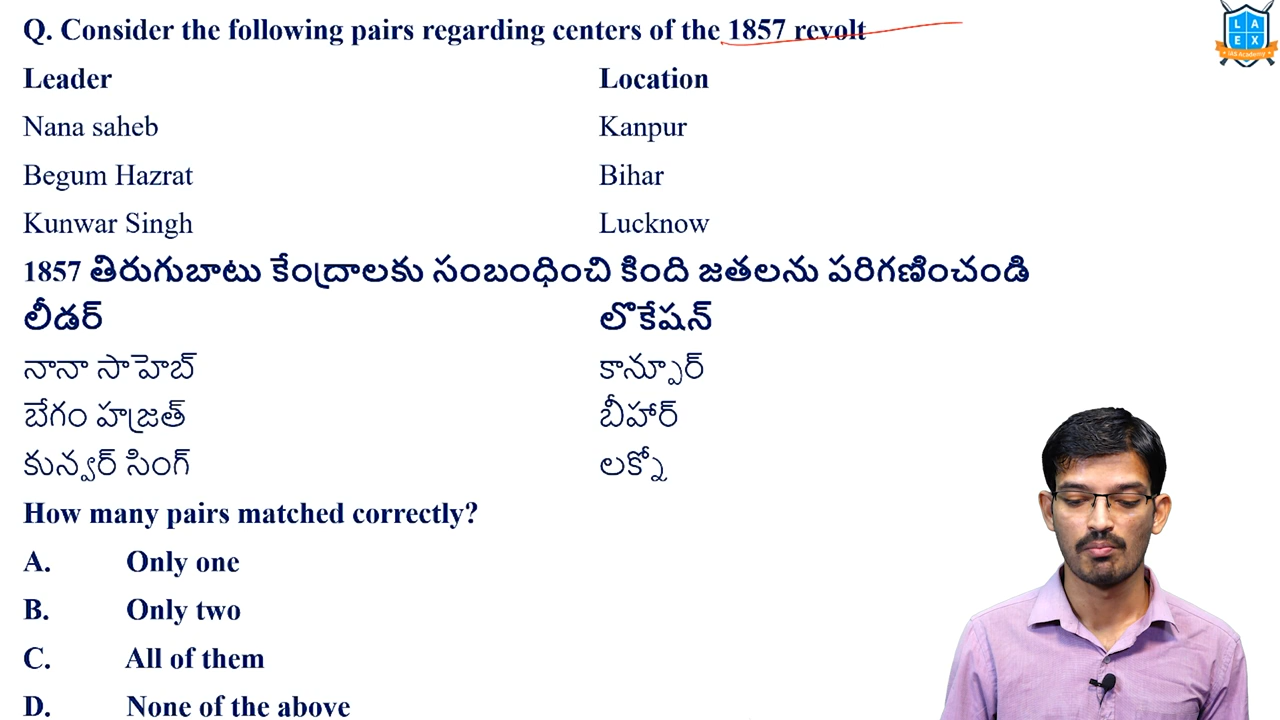 Q. Consider the following pairs regarding centers of the 1857 revolt
Leader Location
Nana saheb Kanpur
Begum Hazrat Bihar
Kunwar Singh Lucknow
1857 తిరుగుబాటు కేంద్రాలకు సంబంధించి కింది జతలను పరిగణించండి
లీడర్ లొకేషన్
నానా సాహెబ్ కాన్పూర్
బేగం హజ్రత్ బీహార్
కున్వర్ సింగ్ లక్నో
How many pairs matched correctly?
A. Only one
B. Only two
C. All of them
D. None of the above
L A
E X
IAS Academy